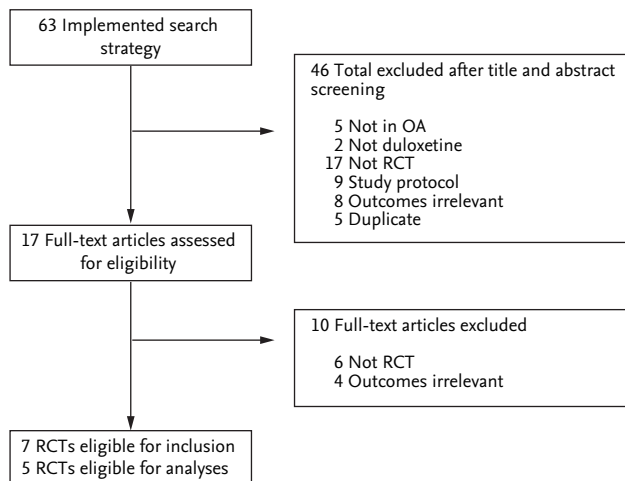 63 Implemented search
strategy
46 Total excluded after title and abstract
screening
5 Not in OA
2 Not duloxetine
17 Not RCT
9 Study protocol
8 Outcomes irrelevant
5 Duplicate
17 Full-text articles assessed
for eligibility
10 Full-text articles excluded
6 Not RCT
4 Outcomes irrelevant
7 RCTs eligible for inclusion
5 RCTs eligible for analyses